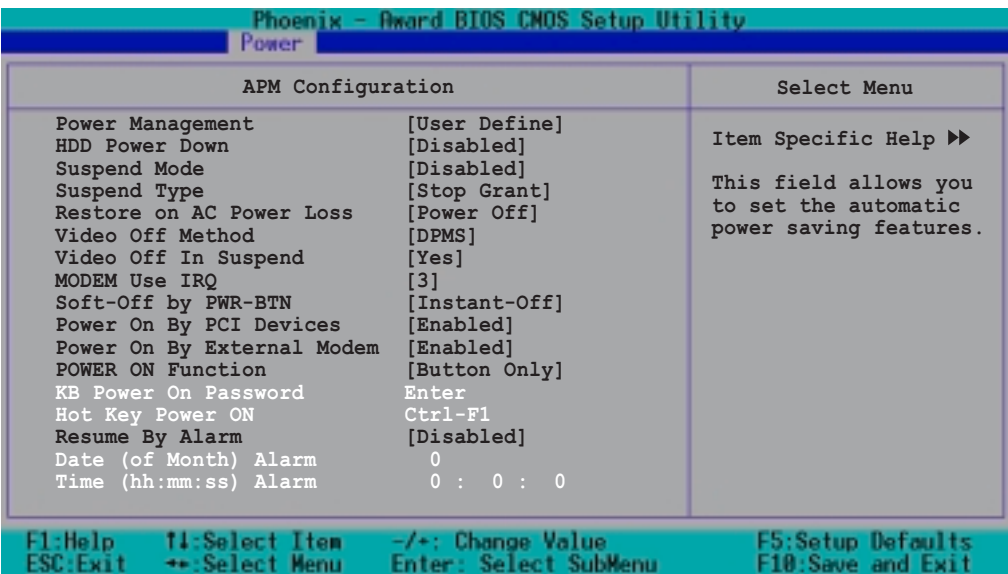 Phoenix - Award BIOS CMOS Setup Utility
Power
APM Configuration
Select Menu
Power Management [User Define]
HDD Power Down [Disabled]
Suspend Mode [Disabled]
Suspend Type [Stop Grant]
Restore on AC Power Loss [Power Off]
Video Off Method [DPMS]
Video Off In Suspend [Yes]
MODEM Use IRQ [3]
Soft-Off by PWR-BTN [Instant-Off]
Power On By PCI Devices [Enabled]
Power On By External Modem [Enabled]
POWER ON Function [Button Only]
KB Power On Password Enter
Hot Key Power ON Ctrl-F1
Resume By Alarm [Disabled]
Date (of Month) Alarm 0
Time (hh:mm:ss) Alarm 0 : 0 : 0
Item Specific Help ▶▶
This field allows you
to set the automatic
power saving features.
F1:Help ↑↓:Select Item -/+: Change Value F5:Setup Defaults
ESC:Exit ←→:Select Menu Enter: Select SubMenu F10:Save and Exit